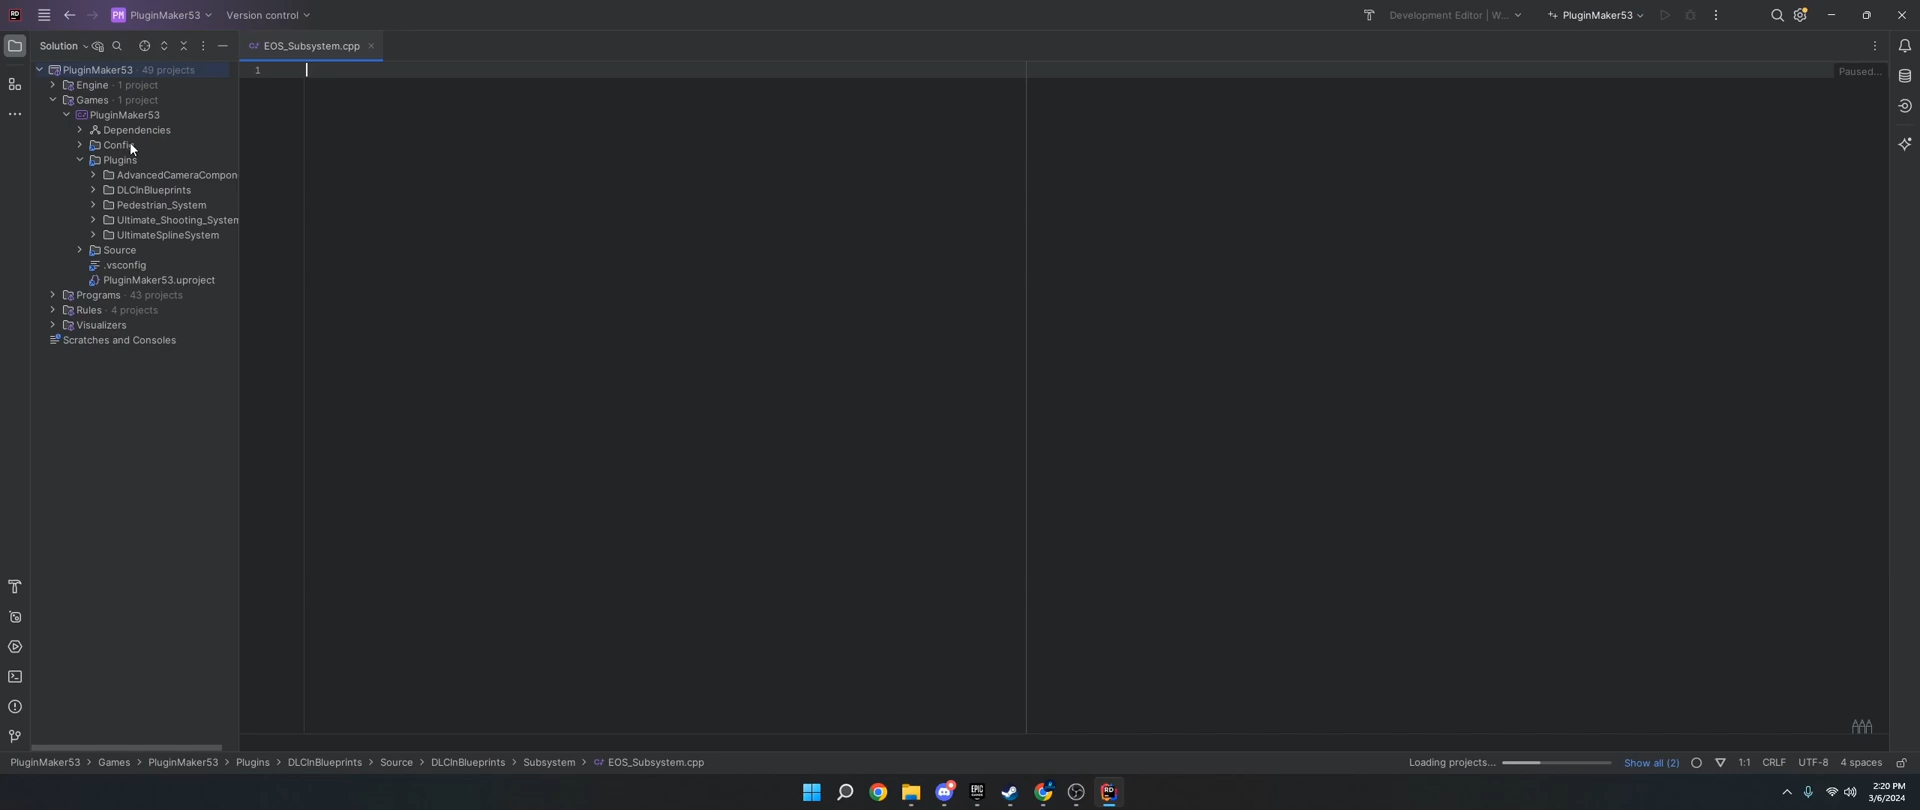 PM PluginMaker53
Version control
Development Editor | W...
PluginMaker53
Solution
EOS_Subsystem.cpp
PluginMaker53 · 49 projects
1
Paused...
Engine · 1 project
Games · 1 project
PluginMaker53
Dependencies
Config
Plugins
AdvancedCameraCompon
DLCInBlueprints
Pedestrian_System
Ultimate_Shooting_System
UltimateSplineSystem
Source
.vsconfig
PluginMaker53.uproject
Programs · 43 projects
Rules · 4 projects
Visualizers
Scratches and Consoles
PluginMaker53 > Games > PluginMaker53 > Plugins > DLCInBlueprints > Source > DLCInBlueprints > Subsystem > EOS_Subsystem.cpp
Loading projects...
Show all (2)
1:1
CRLF
UTF-8
4 spaces
2:20 PM
3/6/2024